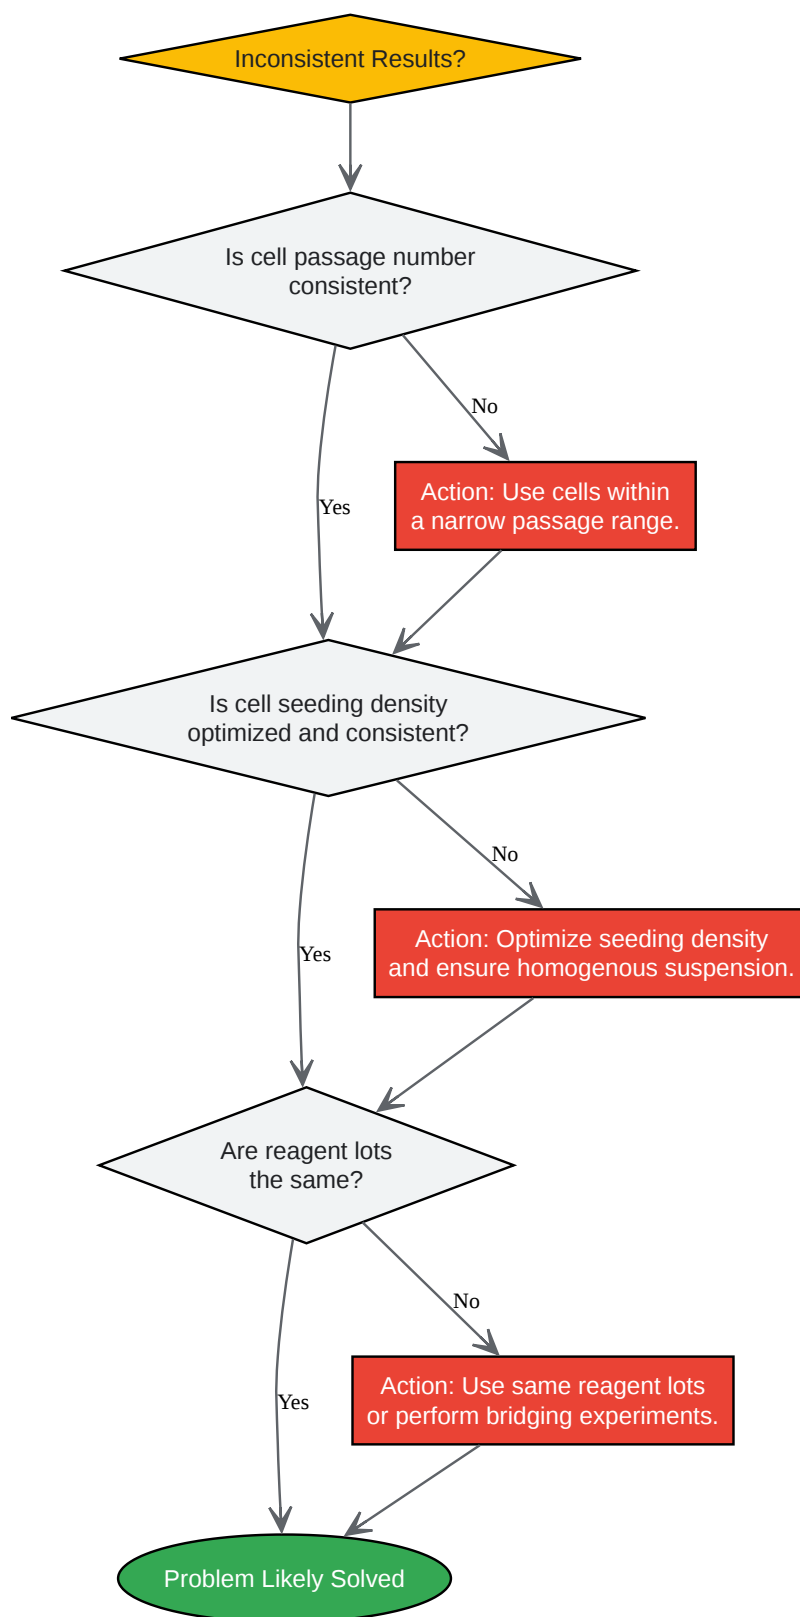 Inconsistent Results?
Is cell passage number
consistent?
No
Action: Use cells within
a narrow passage range.
Yes
Is cell seeding density
optimized and consistent?
No
Action: Optimize seeding density
and ensure homogenous suspension.
Yes
Are reagent lots
the same?
No
Action: Use same reagent lots
or perform bridging experiments.
Yes
Problem Likely Solved